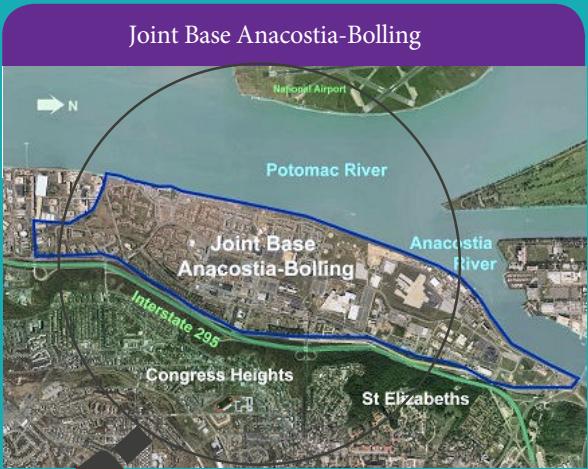 Joint Base Anacostia-Bolling
National Airport
N
Potomac River
Joint Base
Anacostia-Bolling
Anacostia
River
Interstate 295
Congress Heights
St Elizabeths